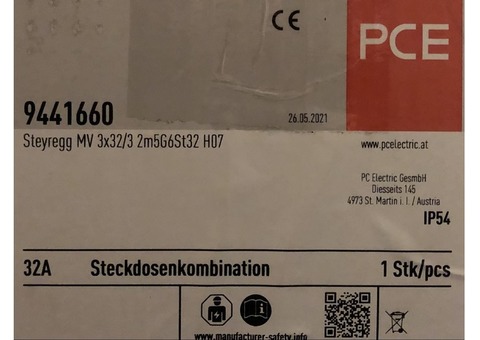 CE
PCE
9441660
26.05.2021
Steyregg MV 3x32/3 2m5G6St32 H07
www.pcelectric.at
PC Electric GesmbH
Diesseits 145
4973 St. Martin i. I. / Austria
IP54
32A Steckdosenkombination 1 Stk/pcs
www.manufacturer-safety.info